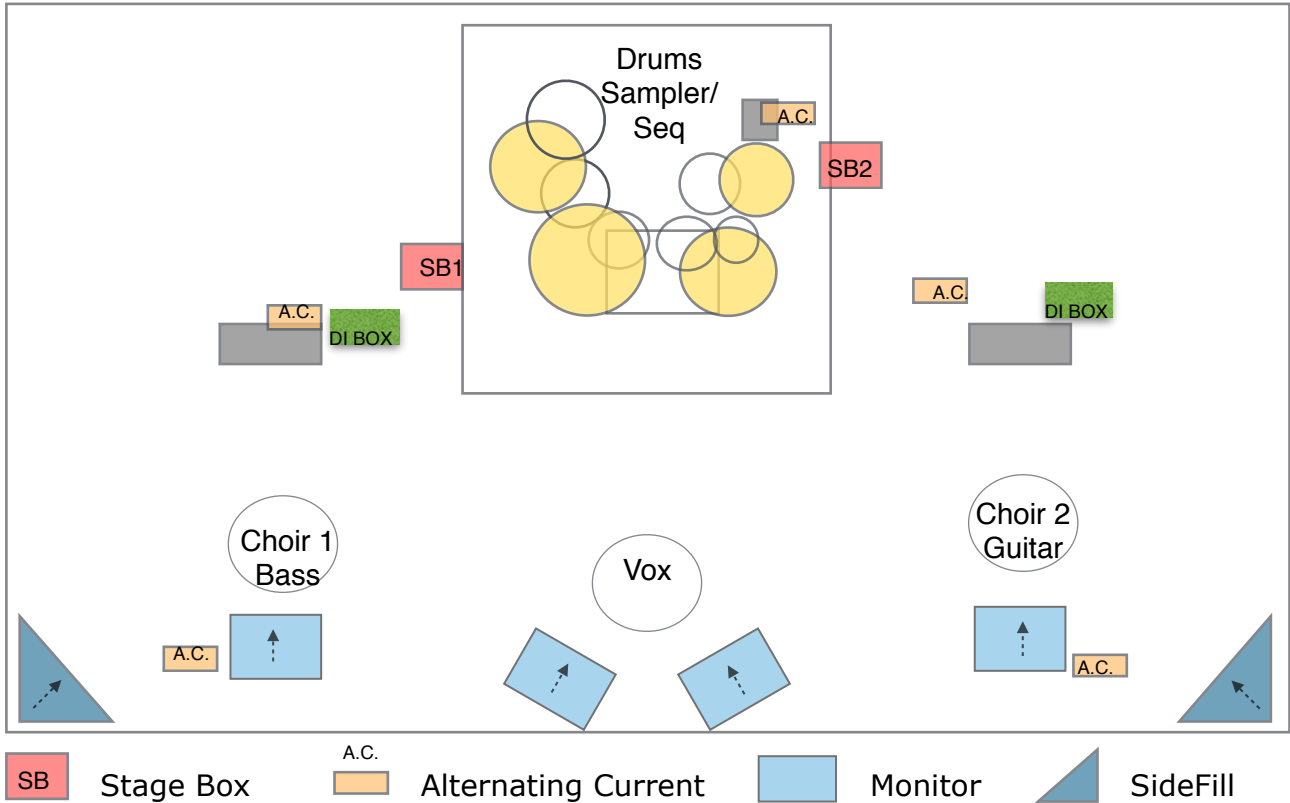 Drums
Sampler/
Seq
A.C.
SB2
SB1
A.C.
DI BOX
A.C.
DI BOX
Choir 1
Bass
Vox
Choir 2
Guitar
A.C.
A.C.
SB
Stage Box
A.C.
Alternating Current
Monitor
SideFill